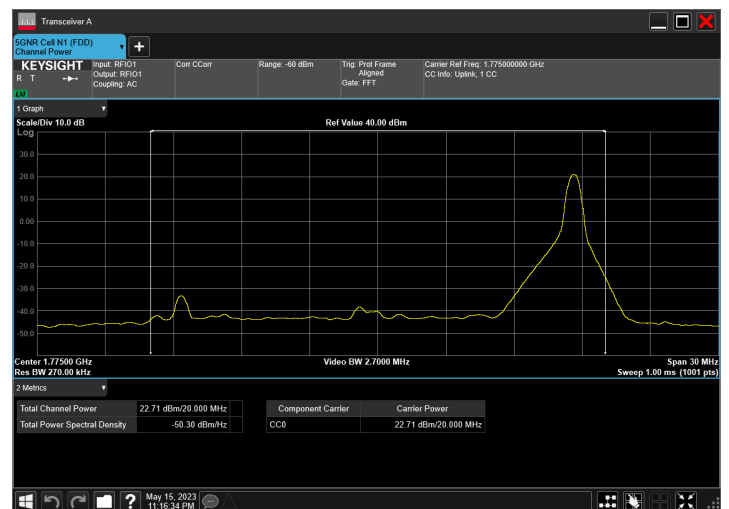 Transceiver A
5GNR Cell N1 (FDD)
Channel Power
KEYSIGHT
R T
LXI
Input: RFIO1
Output: RFIO1
Coupling: AC
Corr CCorr
Range: -60 dBm
Trig: Prot Frame
Aligned
Gate: FFT
Carrier Ref Freq: 1.775000000 GHz
CC Info: Uplink, 1 CC
1 Graph
Scale/Div 10.0 dB
Ref Value 40.00 dBm
Log
30.0
20.0
10.0
0.00
-10.0
-20.0
-30.0
-40.0
-50.0
Center 1.77500 GHz
Video BW 2.7000 MHz
Span 30 MHz
Res BW 270.00 kHz
Sweep 1.00 ms (1001 pts)
2 Metrics
Total Channel Power 22.71 dBm/20.000 MHz
Total Power Spectral Density -50.30 dBm/Hz
Component Carrier Carrier Power
CC0 22.71 dBm/20.000 MHz
?
May 15, 2023
11:16:34 PM